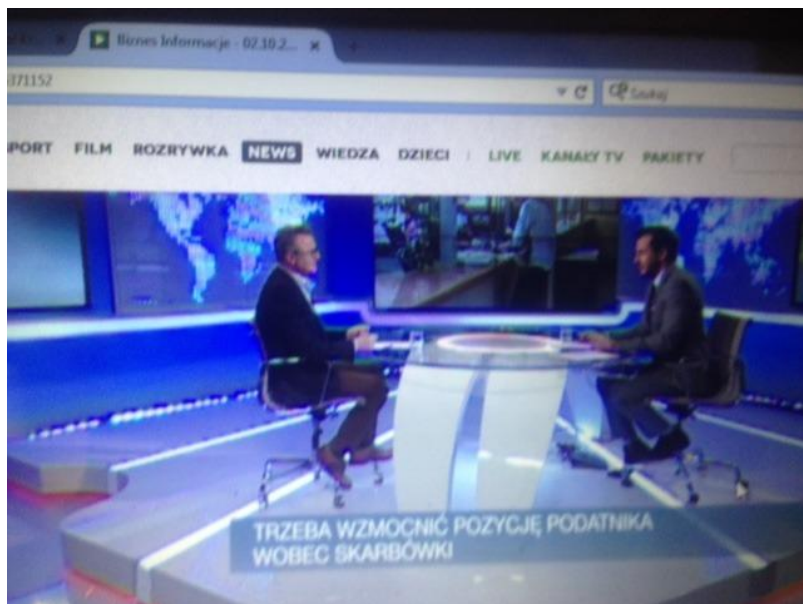 Biznes Informacje - 02.10.2...
371152
Szukaj
PORT FILM ROZRYWKA NEWS WIEDZA DZIECI LIVE KANAŁY TV PAKIETY
TRZEBA WZMOCNIĆ POZYCJĘ PODATNIKA
WOBEC SKARBÓWKI